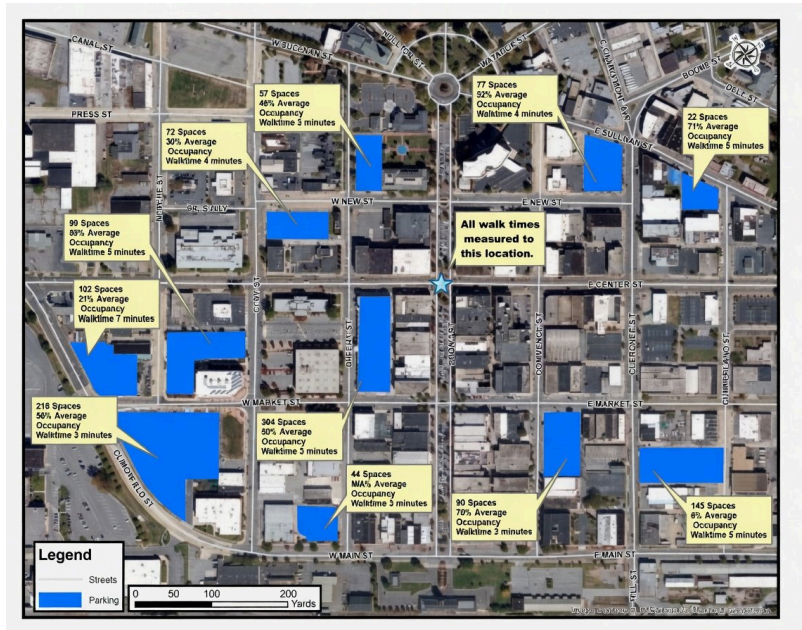 CANAL ST
W SULLIVAN ST
WATAUGA ST
BOONE ST
DELE ST
PRESS ST
57 Spaces
46% Average
Occupancy
Walktime 3 minutes
77 Spaces
92% Average
Occupancy
Walktime 4 minutes
72 Spaces
30% Average
Occupancy
Walktime 4 minutes
E SULLIVAN ST
22 Spaces
71% Average
Occupancy
Walktime 5 minutes
W NEW ST
E NEW ST
99 Spaces
Average
Occupancy
Walktime 5 minutes
All walk times
measured to
this location.
102 Spaces
21% Average
Occupancy
Walktime 7 minutes
CLAY ST
E CENTER ST
W MARKET ST
E MARKET ST
216 Spaces
56% Average
Occupancy
Walktime 3 minutes
304 Spaces
50% Average
Occupancy
Walktime 3 minutes
44 Spaces
N/A% Average
Occupancy
Walktime 3 minutes
90 Spaces
70% Average
Occupancy
Walktime 3 minutes
145 Spaces
6% Average
Occupancy
Walktime 5 minutes
W MAIN ST
E MAIN ST
Legend
Streets
Parking
0 50 100 200
Yards